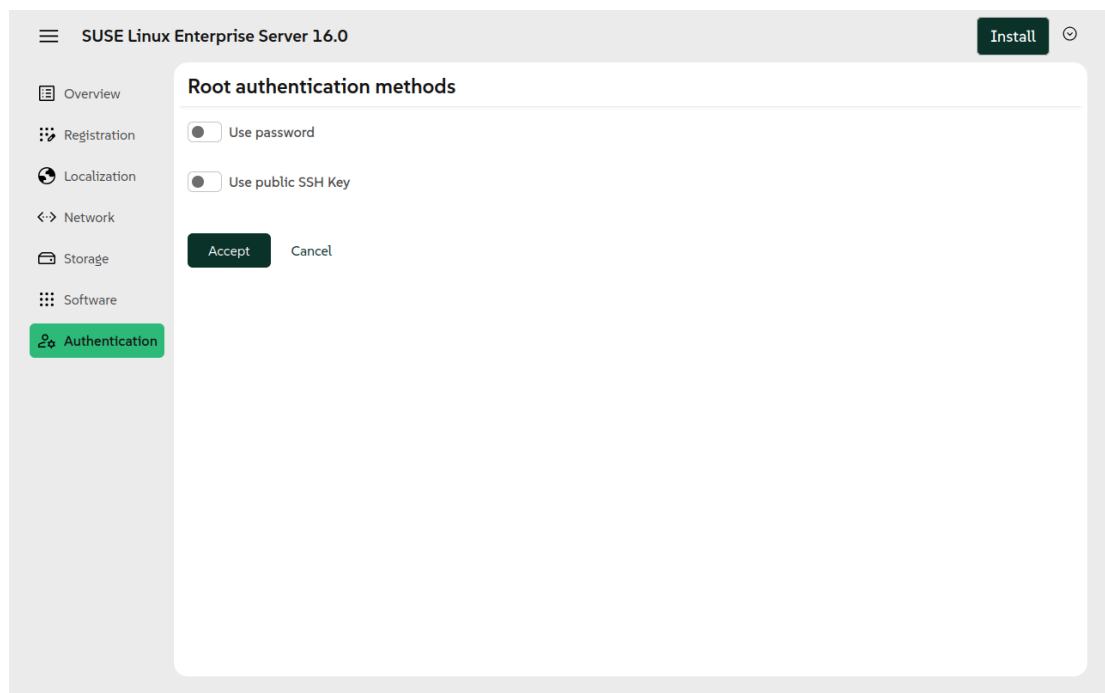 SUSE Linux Enterprise Server 16.0
Install
Overview
Registration
Localization
Network
Storage
Software
Authentication
Root authentication methods
Use password
Use public SSH Key
Accept
Cancel